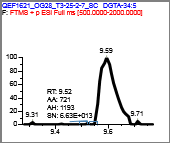 QEF1621_OG28_T3-25-2-7_SC DGTA-34:5
F: FTMS + p ESI Full ms [500.0000-2000.0000]
9.59
100
80
60
40
20
0
RT: 9.52
AA: 721
AH: 1193
SN: 6.63E+013
9.31
9.71
9.4
9.6